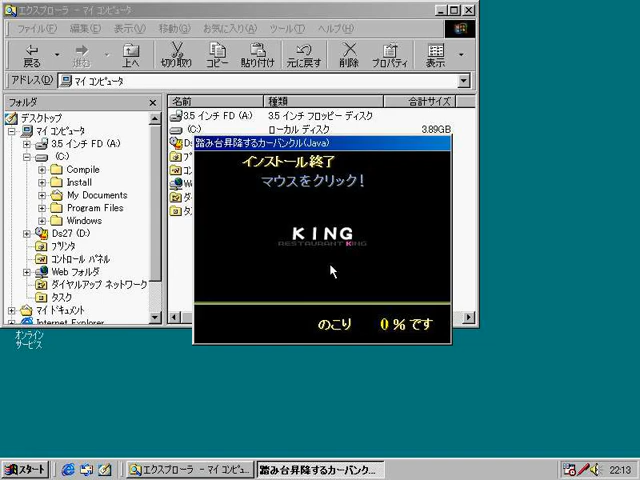 エクスプローラ - マイ コンピュータ
ファイル(F) 編集(E) 表示(V) 移動(G) お気に入り(A) ツール(T) ヘルプ(H)
戻る 進む 上へ 切り取り コピー 貼り付け 元に戻す 削除 プロパティ 表示
アドレス(D) マイ コンピュータ
フォルダ
名前 種類 合計サイズ
デスクトップ
マイ コンピュータ
3.5 インチ FD (A:)
(C:)
Compile
Install
My Documents
Program Files
Windows
Ds27 (D:)
プリンタ
コントロール パネル
Web フォルダ
ダイヤルアップ ネットワーク
タスク
マイ ドキュメント
Internet Explorer
3.5 インチ FD (A:) 3.5 インチ フロッピー ディスク
(C:) ローカル ディスク 3.89GB
踏み台昇降するカーバンクル(Java)
インストール終了
マウスをクリック!
KING
RESTAURANT KING
のこり 0 % です
オンライン
サービス
スタート
エクスプローラ - マイ コンピュ...
踏み台昇降するカーバンク...
22:13